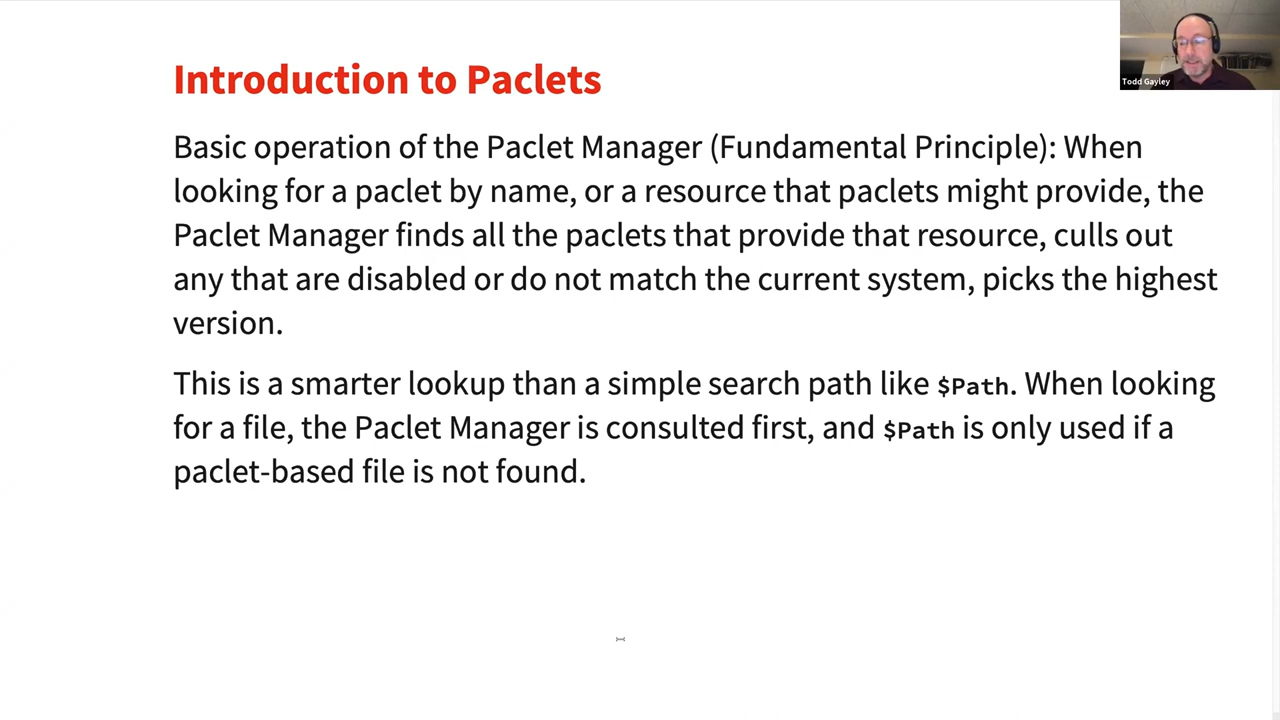 Introduction to Paclets
Todd Gayley
Basic operation of the Paclet Manager (Fundamental Principle): When
looking for a paclet by name, or a resource that paclets might provide, the
Paclet Manager finds all the paclets that provide that resource, culls out
any that are disabled or do not match the current system, picks the highest
version.
This is a smarter lookup than a simple search path like $Path. When looking
for a file, the Paclet Manager is consulted first, and $Path is only used if a
paclet-based file is not found.